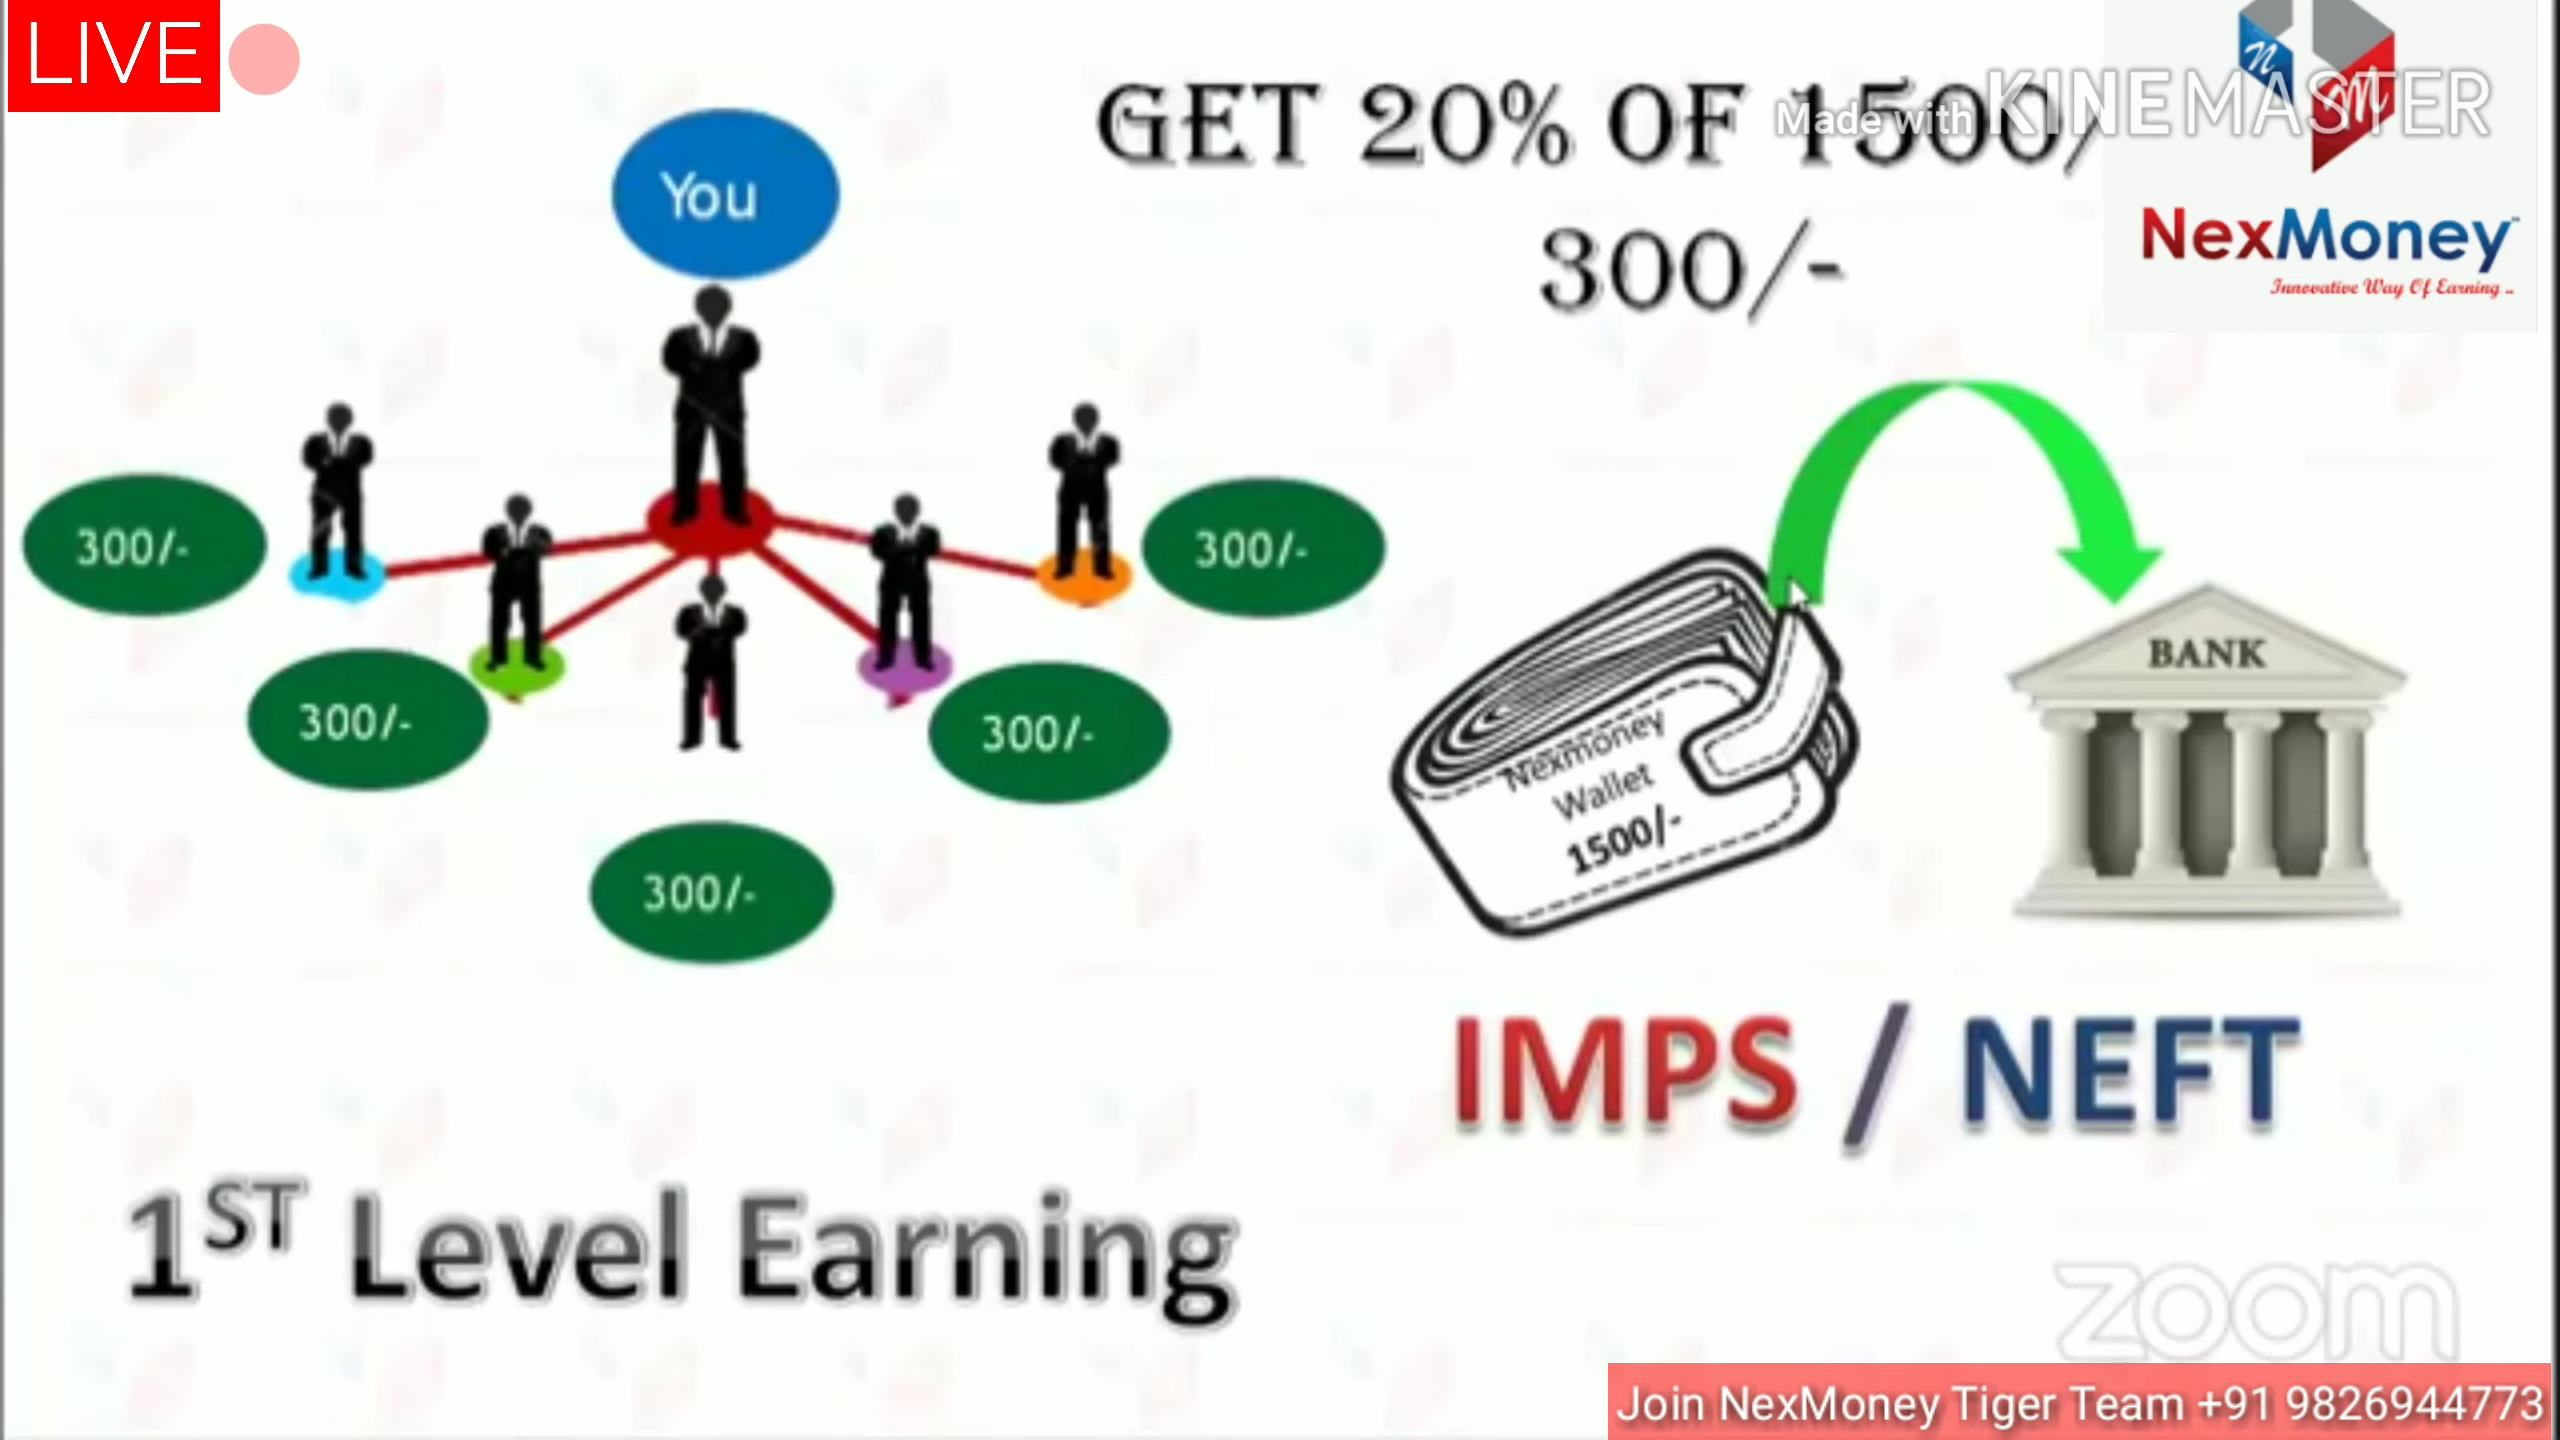 LIVE
GET 20% OF 1500/
300/-
Made with KINEMASTER
n
m
NexMoney
Innovative Way Of Earning ..
You
300/-
300/-
300/-
300/-
300/-
Nexmoney
Wallet
1500/-
BANK
IMPS / NEFT
1ST Level Earning
zoom
Join NexMoney Tiger Team +91 9826944773